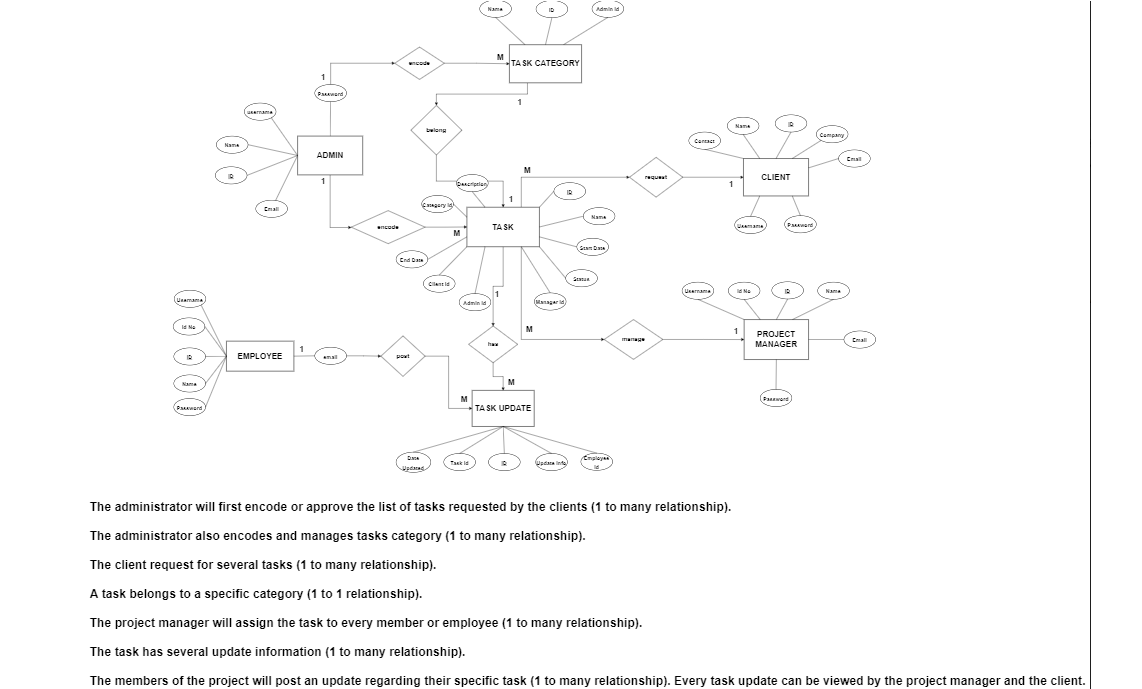 Name
ID
Admin Id
M
TASK CATEGORY
encode
1
Password
1
username
belong
Name
ADMIN
ID
1
Email
Name
ID
Contact
Company
Email
M
request
1
CLIENT
Username
Password
Description
1
ID
Category Id
Name
encode
M
TASK
Start Date
End Date
Status
Client Id
Admin Id
1
Manager Id
Username
Id No
ID
Name
Username
Id No
M
1
PROJECT
MANAGER
Email
has
manage
ID
EMPLOYEE
1
email
post
Name
M
Password
M
TASK UPDATE
Password
Date
Updated
Task Id
ID
Update Info
Employee
Id
The administrator will first encode or approve the list of tasks requested by the clients (1 to many relationship).
The administrator also encodes and manages tasks category (1 to many relationship).
The client request for several tasks (1 to many relationship).
A task belongs to a specific category (1 to 1 relationship).
The project manager will assign the task to every member or employee (1 to many relationship).
The task has several update information (1 to many relationship).
The members of the project will post an update regarding their specific task (1 to many relationship). Every task update can be viewed by the project manager and the client.